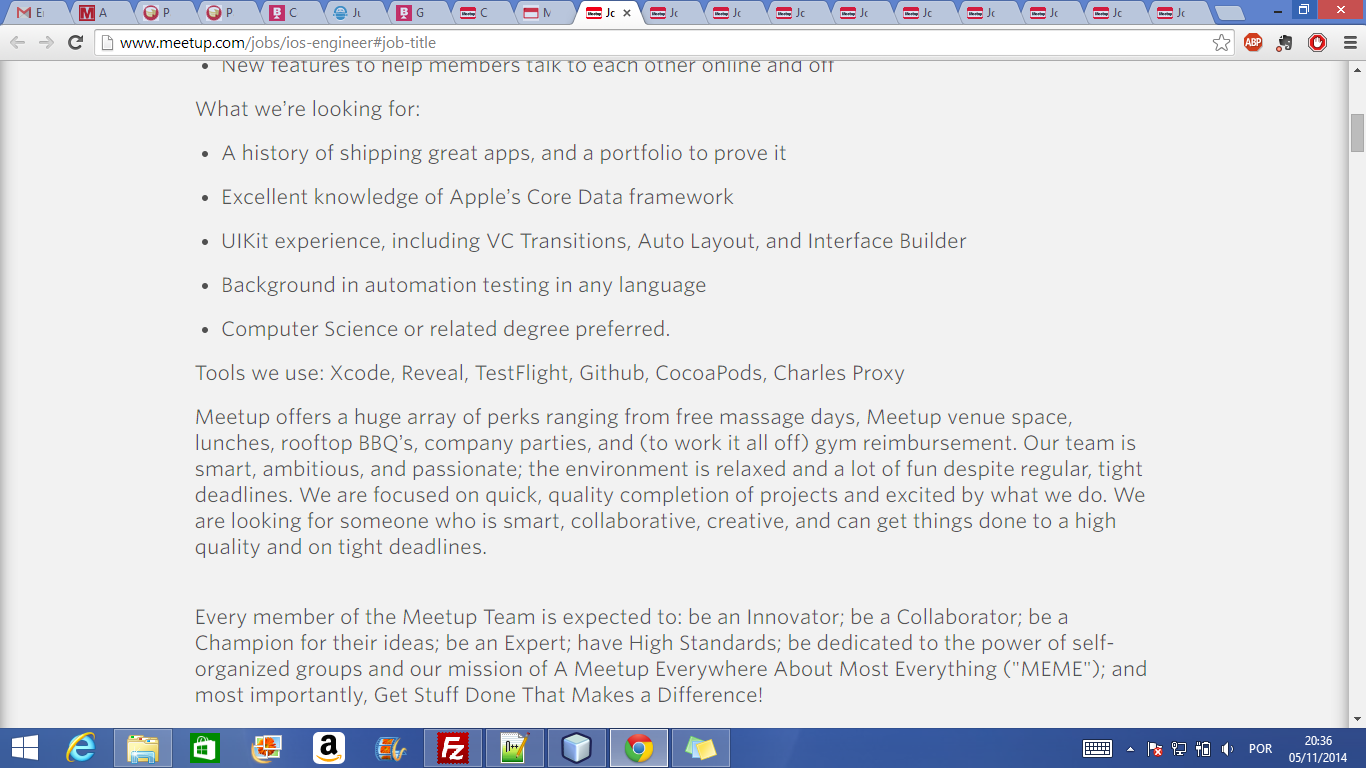 E
M A
P
P
C
Ju
G
C
M
Jc
Jc
Jc
Jc
Jc
Jc
Jc
Jc
Jc
Jc
www.meetup.com/jobs/ios-engineer#job-title
ABP
• New features to help members talk to each other online and off
What we’re looking for:
• A history of shipping great apps, and a portfolio to prove it
• Excellent knowledge of Apple’s Core Data framework
• UIKit experience, including VC Transitions, Auto Layout, and Interface Builder
• Background in automation testing in any language
• Computer Science or related degree preferred.
Tools we use: Xcode, Reveal, TestFlight, Github, CocoaPods, Charles Proxy
Meetup offers a huge array of perks ranging from free massage days, Meetup venue space,
lunches, rooftop BBQ’s, company parties, and (to work it all off) gym reimbursement. Our team is
smart, ambitious, and passionate; the environment is relaxed and a lot of fun despite regular, tight
deadlines. We are focused on quick, quality completion of projects and excited by what we do. We
are looking for someone who is smart, collaborative, creative, and can get things done to a high
quality and on tight deadlines.
Every member of the Meetup Team is expected to: be an Innovator; be a Collaborator; be a
Champion for their ideas; be an Expert; have High Standards; be dedicated to the power of self-
organized groups and our mission of A Meetup Everywhere About Most Everything ("MEME"); and
most importantly, Get Stuff Done That Makes a Difference!
POR
20:36
05/11/2014